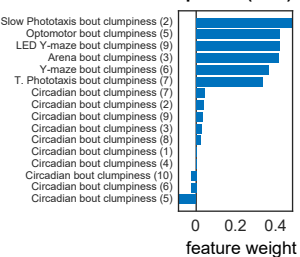 Slow Phototaxis bout clumpiness (2)
Optomotor bout clumpiness (5)
LED Y-maze bout clumpiness (9)
Arena bout clumpiness (3)
Y-maze bout clumpiness (6)
T. Phototaxis bout clumpiness (7)
Circadian bout clumpiness (7)
Circadian bout clumpiness (2)
Circadian bout clumpiness (9)
Circadian bout clumpiness (3)
Circadian bout clumpiness (8)
Circadian bout clumpiness (1)
Circadian bout clumpiness (4)
Circadian bout clumpiness (10)
Circadian bout clumpiness (6)
Circadian bout clumpiness (5)
0 0.2 0.4
feature weight